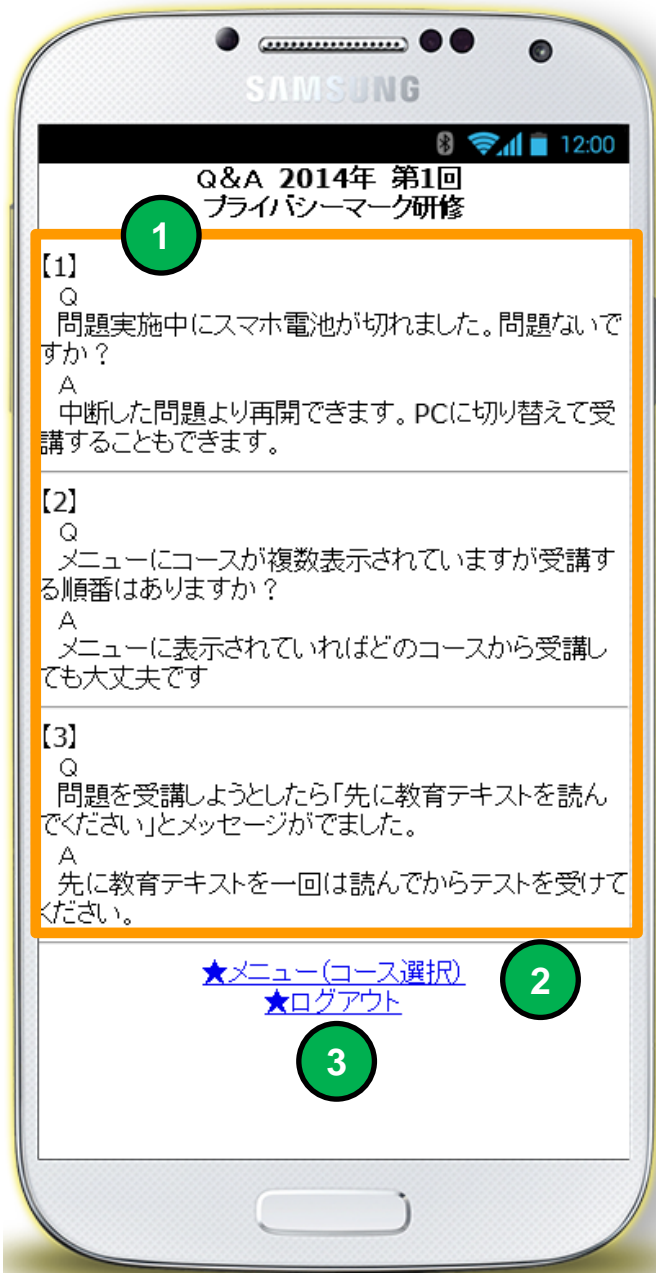 SAMSUNG
12:00
Q&A 2014年 第1回
プライバシーマーク研修
1
【1】
Q
問題実施中にスマホ電池が切れました。問題ないで
すか？
A
中断した問題より再開できます。PCに切り替えて受
講することもできます。
【2】
Q
メニューにコースが複数表示されていますが受講す
る順番はありますか？
A
メニューに表示されていればどのコースから受講し
ても大丈夫です
【3】
Q
問題を受講しようとしたら「先に教育テキストを読ん
でください」とメッセージがでました。
A
先に教育テキストを一回は読んでからテストを受けて
ください。
★メニュー(コース選択)
2
★ログアウト
3